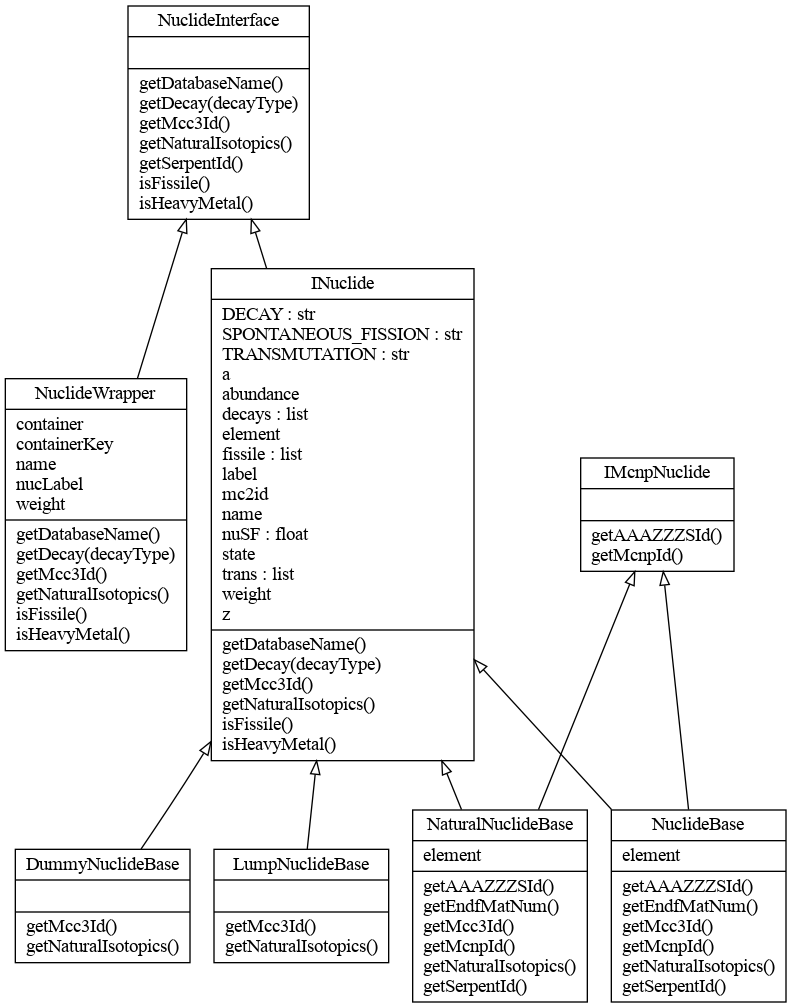 NuclideInterface
getDatabaseName()
getDecay(decayType)
getMcc3Id()
getNaturalIsotopics()
getSerpentId()
isFissile()
isHeavyMetal()
INuclide
DECAY : str
SPONTANEOUS_FISSION : str
TRANSMUTATION : str
a
abundance
decays : list
element
fissile : list
label
mc2id
name
nuSF : float
state
trans : list
weight
z
getDatabaseName()
getDecay(decayType)
getMcc3Id()
getNaturalIsotopics()
isFissile()
isHeavyMetal()
NuclideWrapper
container
containerKey
name
nucLabel
weight
getDatabaseName()
getDecay(decayType)
getMcc3Id()
getNaturalIsotopics()
isFissile()
isHeavyMetal()
IMcnpNuclide
getAAAZZZSId()
getMcnpId()
DummyNuclideBase
getMcc3Id()
getNaturalIsotopics()
LumpNuclideBase
getMcc3Id()
getNaturalIsotopics()
NaturalNuclideBase
element
getAAAZZZSId()
getEndfMatNum()
getMcc3Id()
getMcnpId()
getNaturalIsotopics()
getSerpentId()
NuclideBase
element
getAAAZZZSId()
getEndfMatNum()
getMcc3Id()
getMcnpId()
getNaturalIsotopics()
getSerpentId()